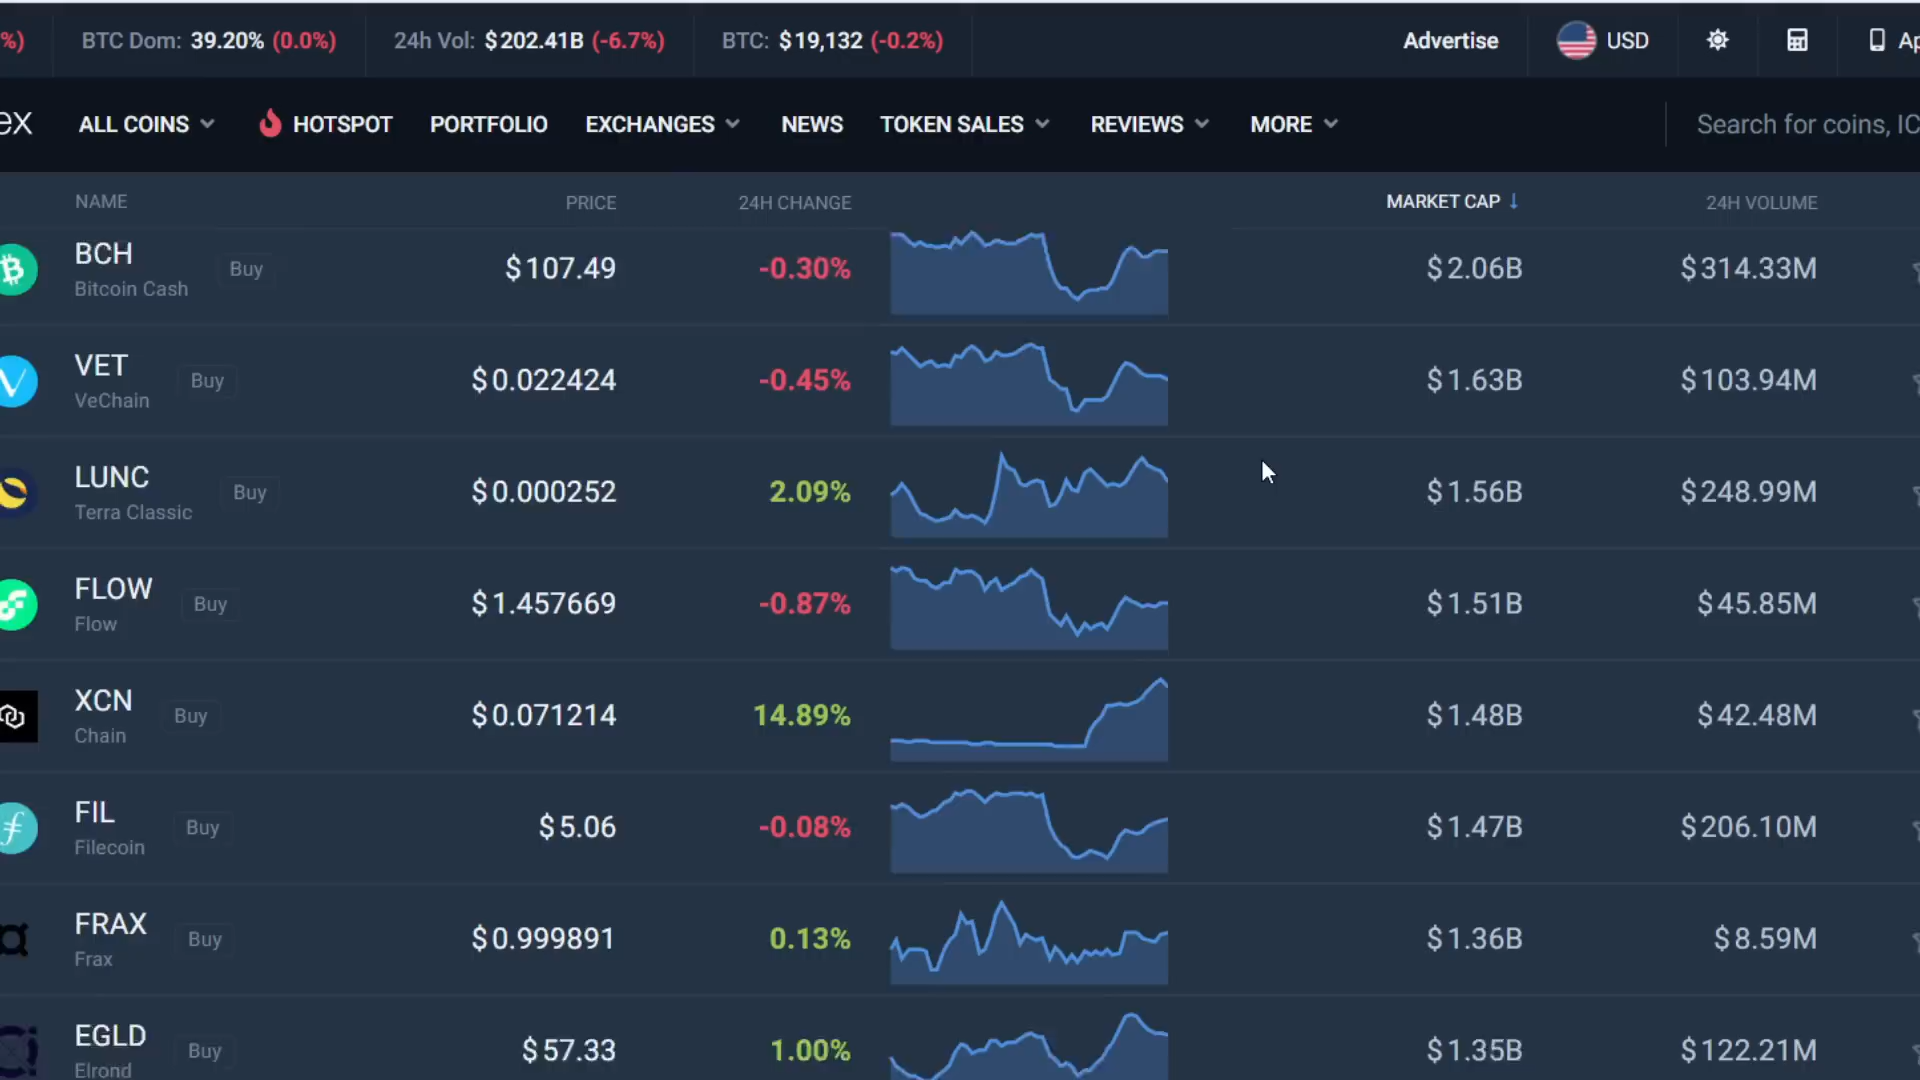 %) BTC Dom: 39.20% (0.0%) 24h Vol: $202.41B (-6.7%) BTC: $19,132 (-0.2%) Advertise USD Ap
ex ALL COINS HOTSPOT PORTFOLIO EXCHANGES NEWS TOKEN SALES REVIEWS MORE Search for coins, IC
NAME PRICE 24H CHANGE MARKET CAP ↓ 24H VOLUME
BCH Buy $107.49 -0.30% $2.06B $314.33M
Bitcoin Cash
VET Buy $0.022424 -0.45% $1.63B $103.94M
VeChain
LUNC Buy $0.000252 2.09% $1.56B $248.99M
Terra Classic
FLOW Buy $1.457669 -0.87% $1.51B $45.85M
Flow
XCN Buy $0.071214 14.89% $1.48B $42.48M
Chain
FIL Buy $5.06 -0.08% $1.47B $206.10M
Filecoin
FRAX Buy $0.999891 0.13% $1.36B $8.59M
Frax
EGLD Buy $57.33 1.00% $1.35B $122.21M
Elrond